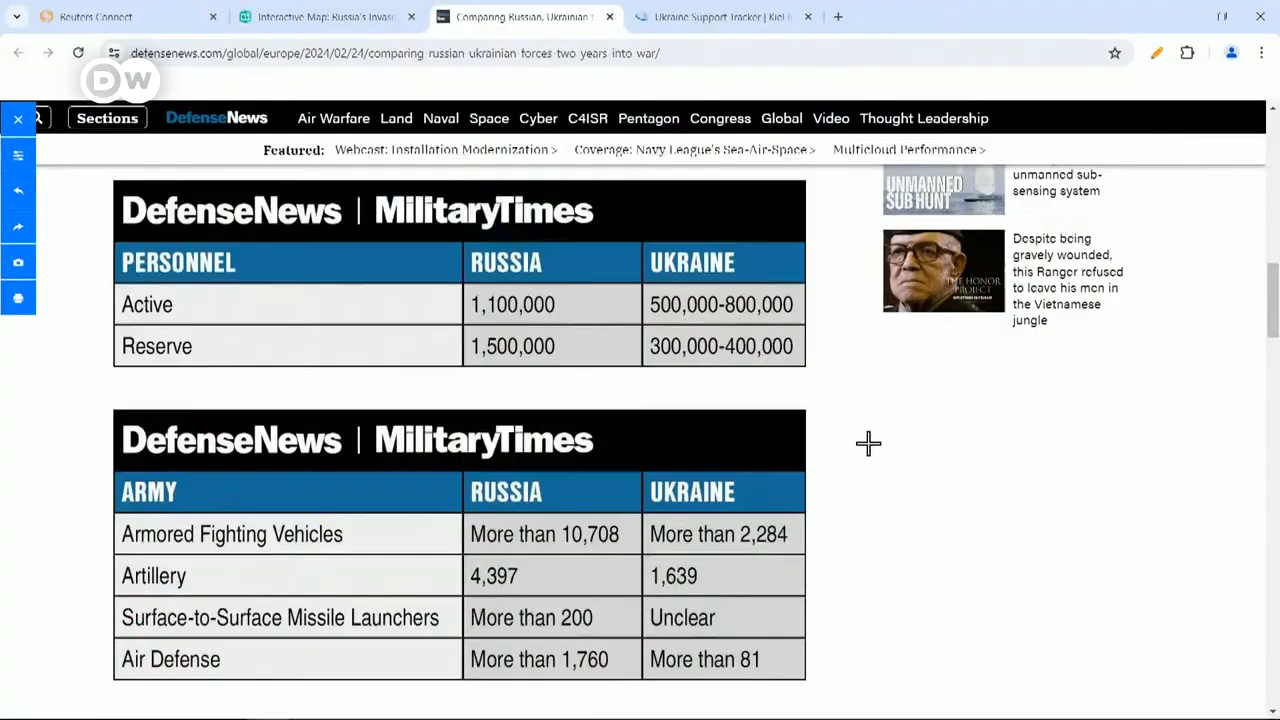 Reuters Connect
Interactive Map: Russia's Invasi
Comparing Russian, Ukrainian f
Ukraine Support Tracker | Kiel I
defensenews.com/global/europe/2024/02/24/comparing-russian-ukrainian-forces-two-years-into-war/
DW
Sections
DefenseNews
Air Warfare Land Naval Space Cyber C4ISR Pentagon Congress Global Video Thought Leadership
Featured: Webcast: Installation Modernization > Coverage: Navy League's Sea-Air-Space > Multicloud Performance >
DefenseNews | MilitaryTimes
PERSONNEL RUSSIA UKRAINE
Active 1,100,000 500,000-800,000
Reserve 1,500,000 300,000-400,000
DefenseNews | MilitaryTimes
ARMY RUSSIA UKRAINE
Armored Fighting Vehicles More than 10,708 More than 2,284
Artillery 4,397 1,639
Surface-to-Surface Missile Launchers More than 200 Unclear
Air Defense More than 1,760 More than 81
UNMANNED
SUB HUNT
unmanned sub-
sensing system
THE HONOR
PROJECT
Despite being
gravely wounded,
this Ranger refused
to leave his men in
the Vietnamese
jungle